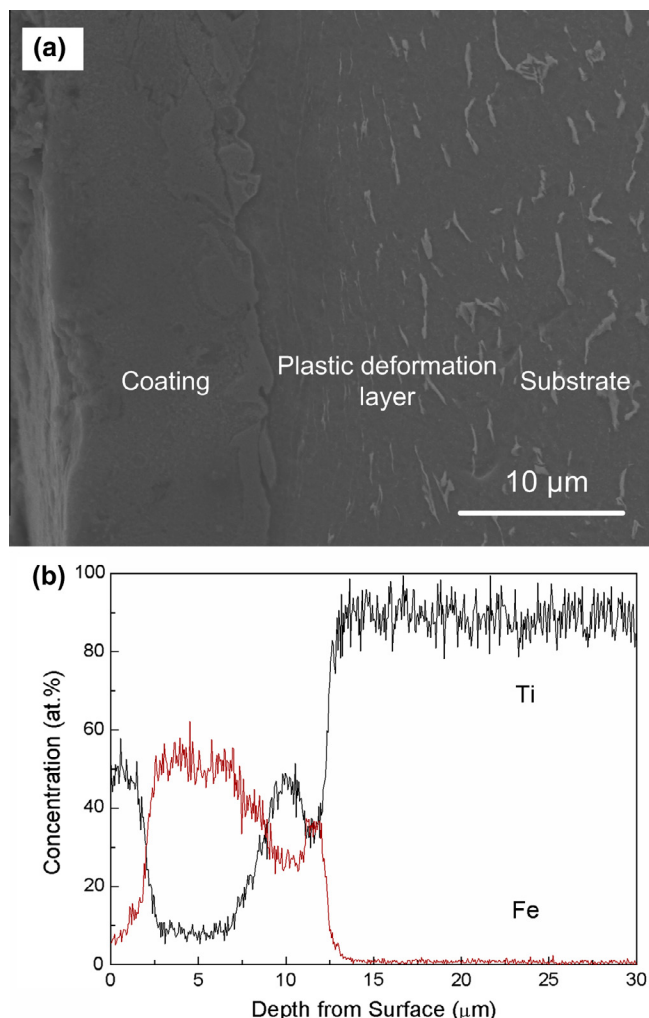 (a)
Coating
Plastic deformation
layer
Substrate
10 μm
(b)
100
80
60
40
20
0
Concentration (at.%)
Ti
Fe
0 5 10 15 20 25 30
Depth from Surface (μm)